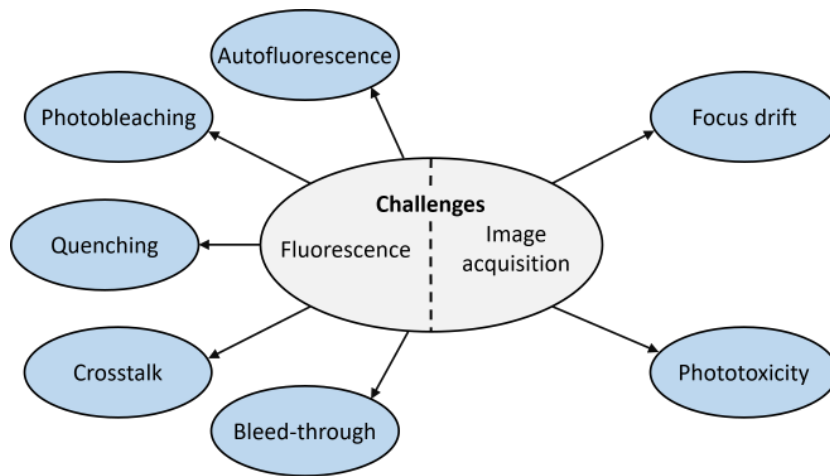 Autofluorescence
Photobleaching
Focus drift
Challenges
Quenching
Fluorescence
Image
acquisition
Crosstalk
Phototoxicity
Bleed-through